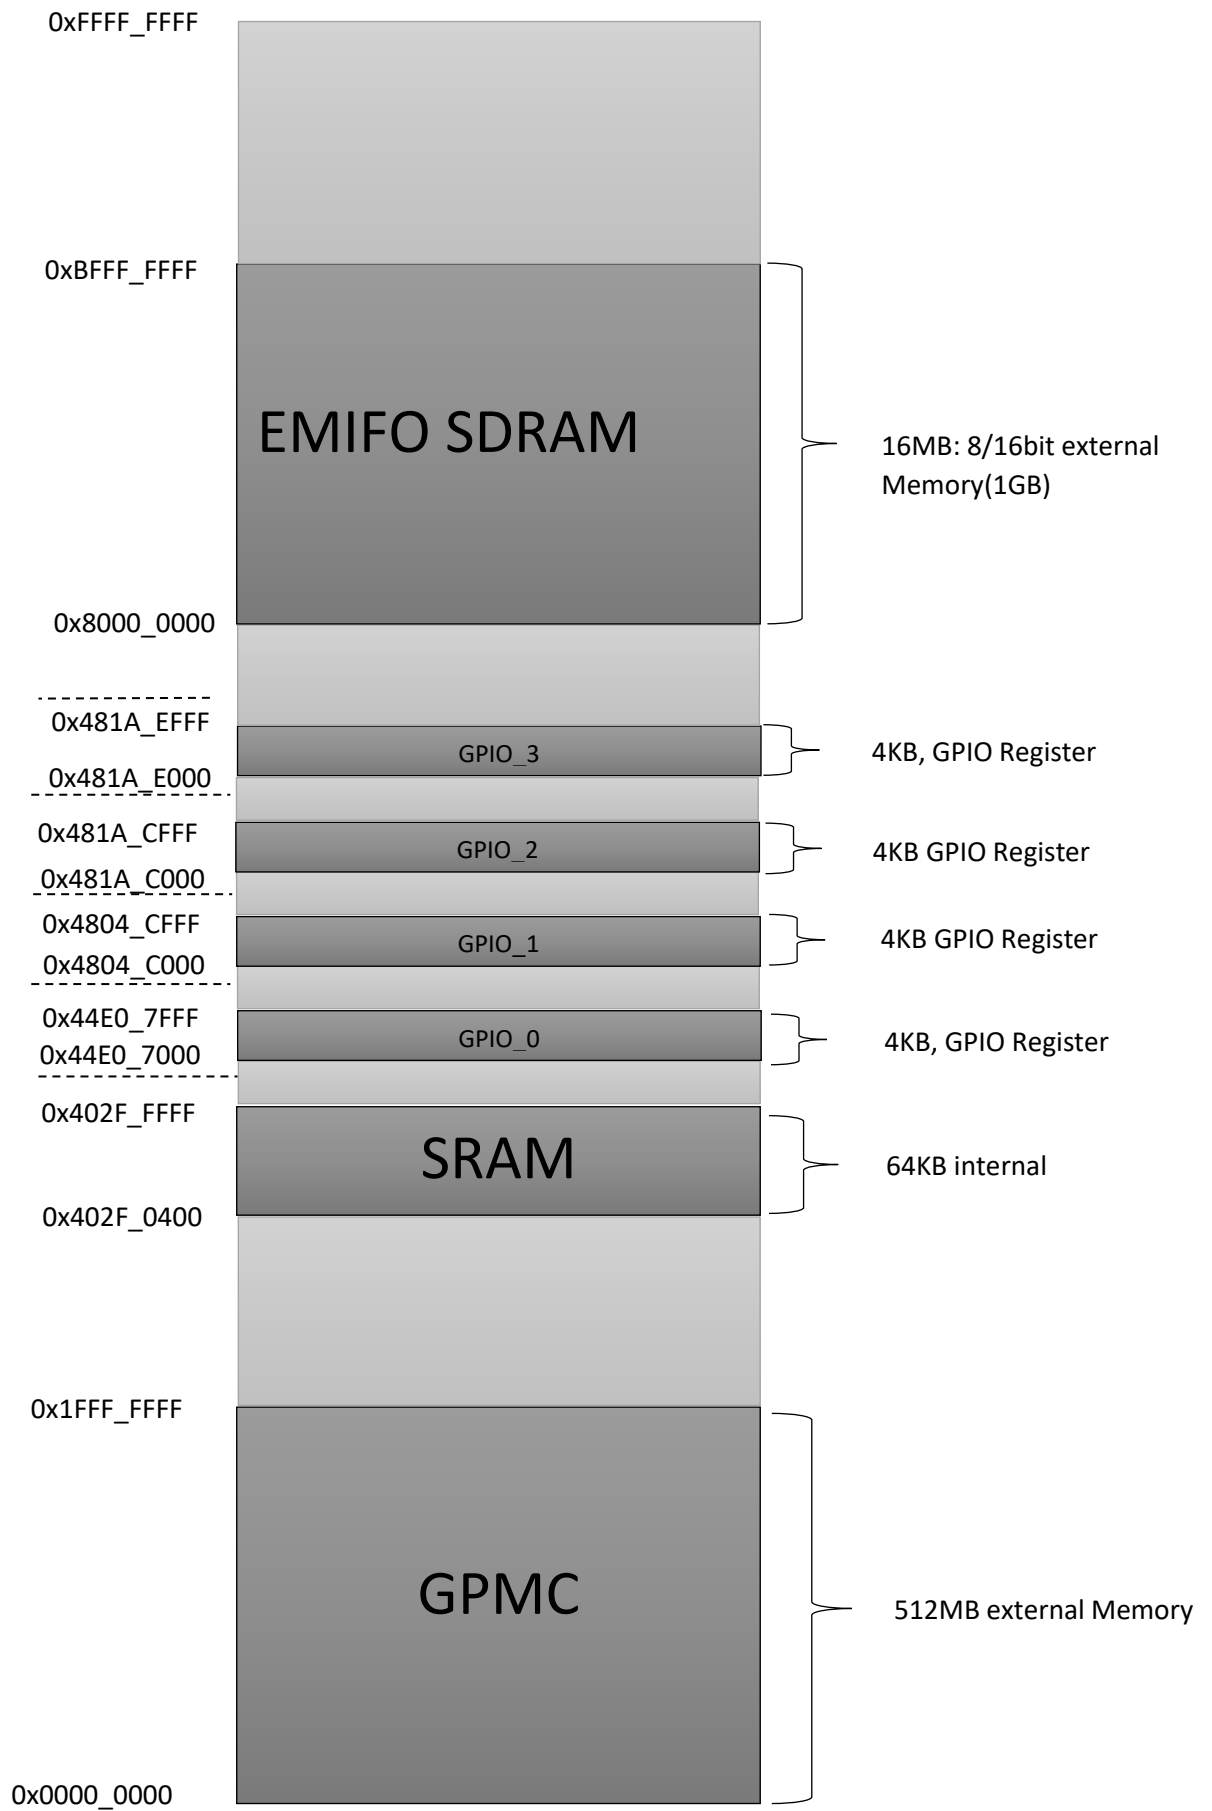 0xFFFF_FFFF
0xBFFF_FFFF
EMIFO SDRAM
16MB: 8/16bit external
Memory(1GB)
0x8000_0000
0x481A_EFFF
GPIO_3
4KB, GPIO Register
0x481A_E000
0x481A_CFFF
GPIO_2
4KB GPIO Register
0x481A_C000
0x4804_CFFF
GPIO_1
4KB GPIO Register
0x4804_C000
0x44E0_7FFF
GPIO_0
4KB, GPIO Register
0x44E0_7000
0x402F_FFFF
SRAM
64KB internal
0x402F_0400
0x1FFF_FFFF
GPMC
512MB external Memory
0x0000_0000